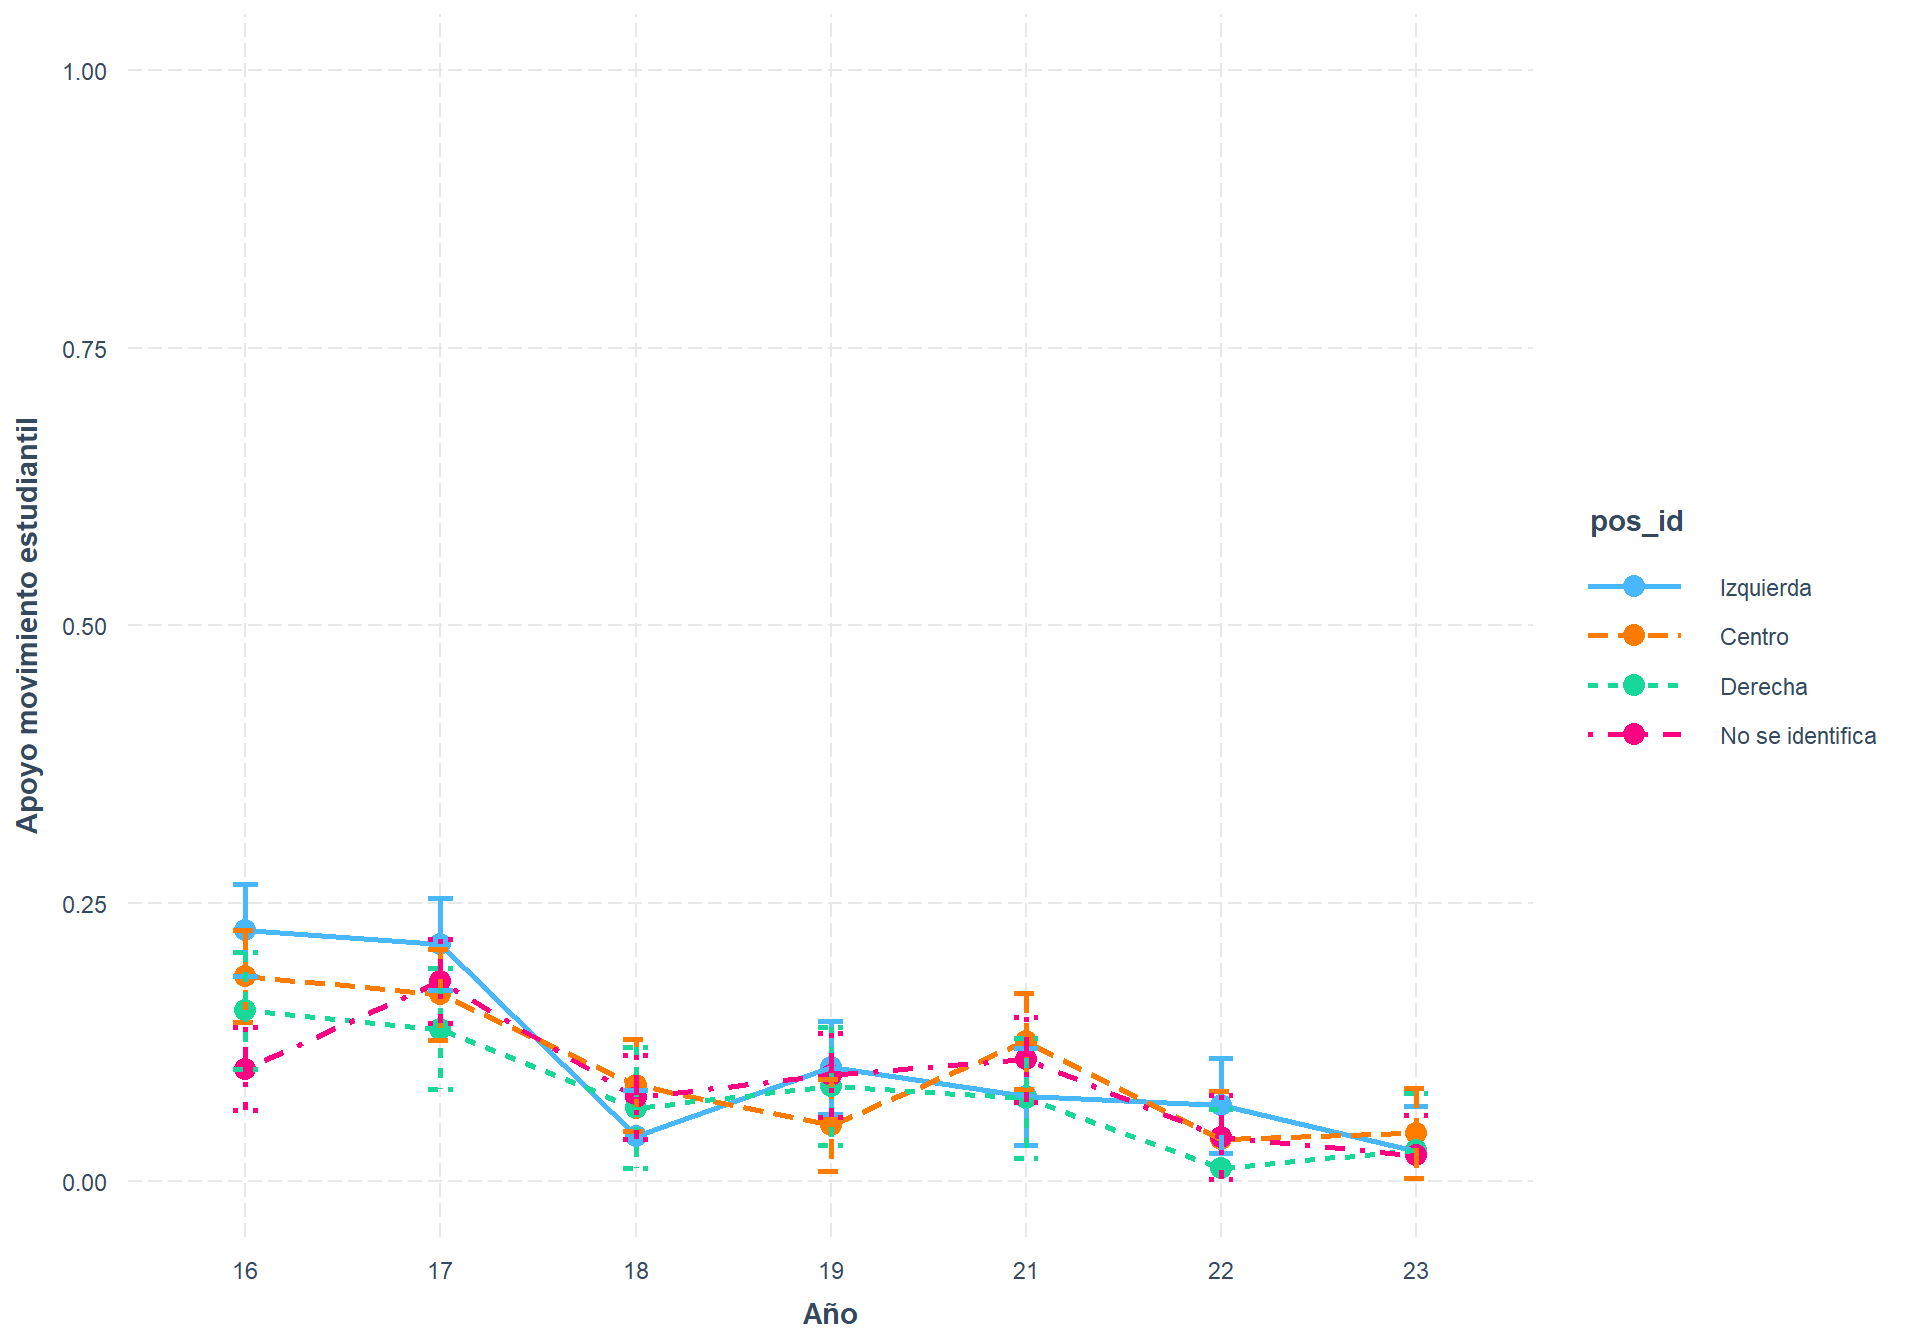 1.00
0.75
0.50
0.25
0.00
Apoyo movimiento estudiantil
16 17 18 19 21 22 23
Año
pos_id
Izquierda
Centro
Derecha
No se identifica